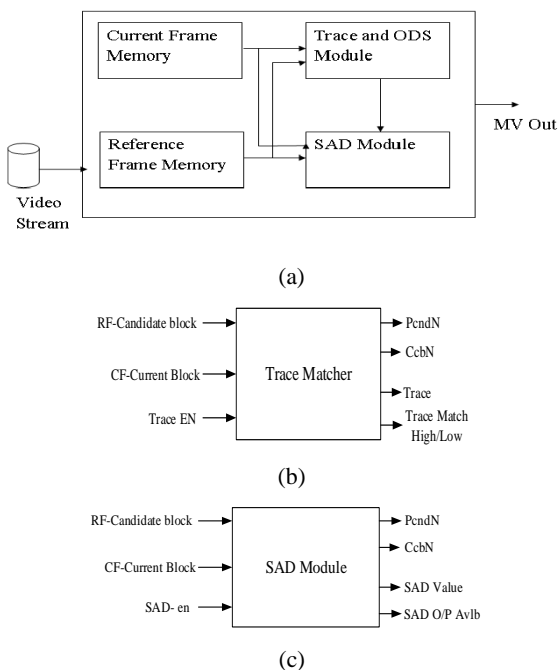 Current Frame
Memory
Trace and ODS
Module
Reference
Frame Memory
SAD Module
MV Out
Video
Stream
(a)
RF-Candidate block
CF-Current Block
Trace EN
Trace Matcher
PcndN
CcbN
Trace
Trace Match
High/Low
(b)
RF-Candidate block
CF-Current Block
SAD- en
SAD Module
PcndN
CcbN
SAD Value
SAD O/P Avlb
(c)